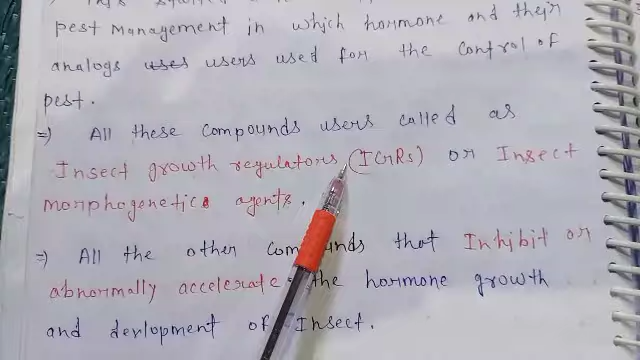 pest management in which hormone and their
analogs uses users used for the control of
pest.
=) All these compounds users called as
Insect growth regulators (IGRs) or Insect
morphogenetic agents.
=) All the other compounds that Inhibit or
abnormally accelerate the hormone growth
and devlopment of Insect.